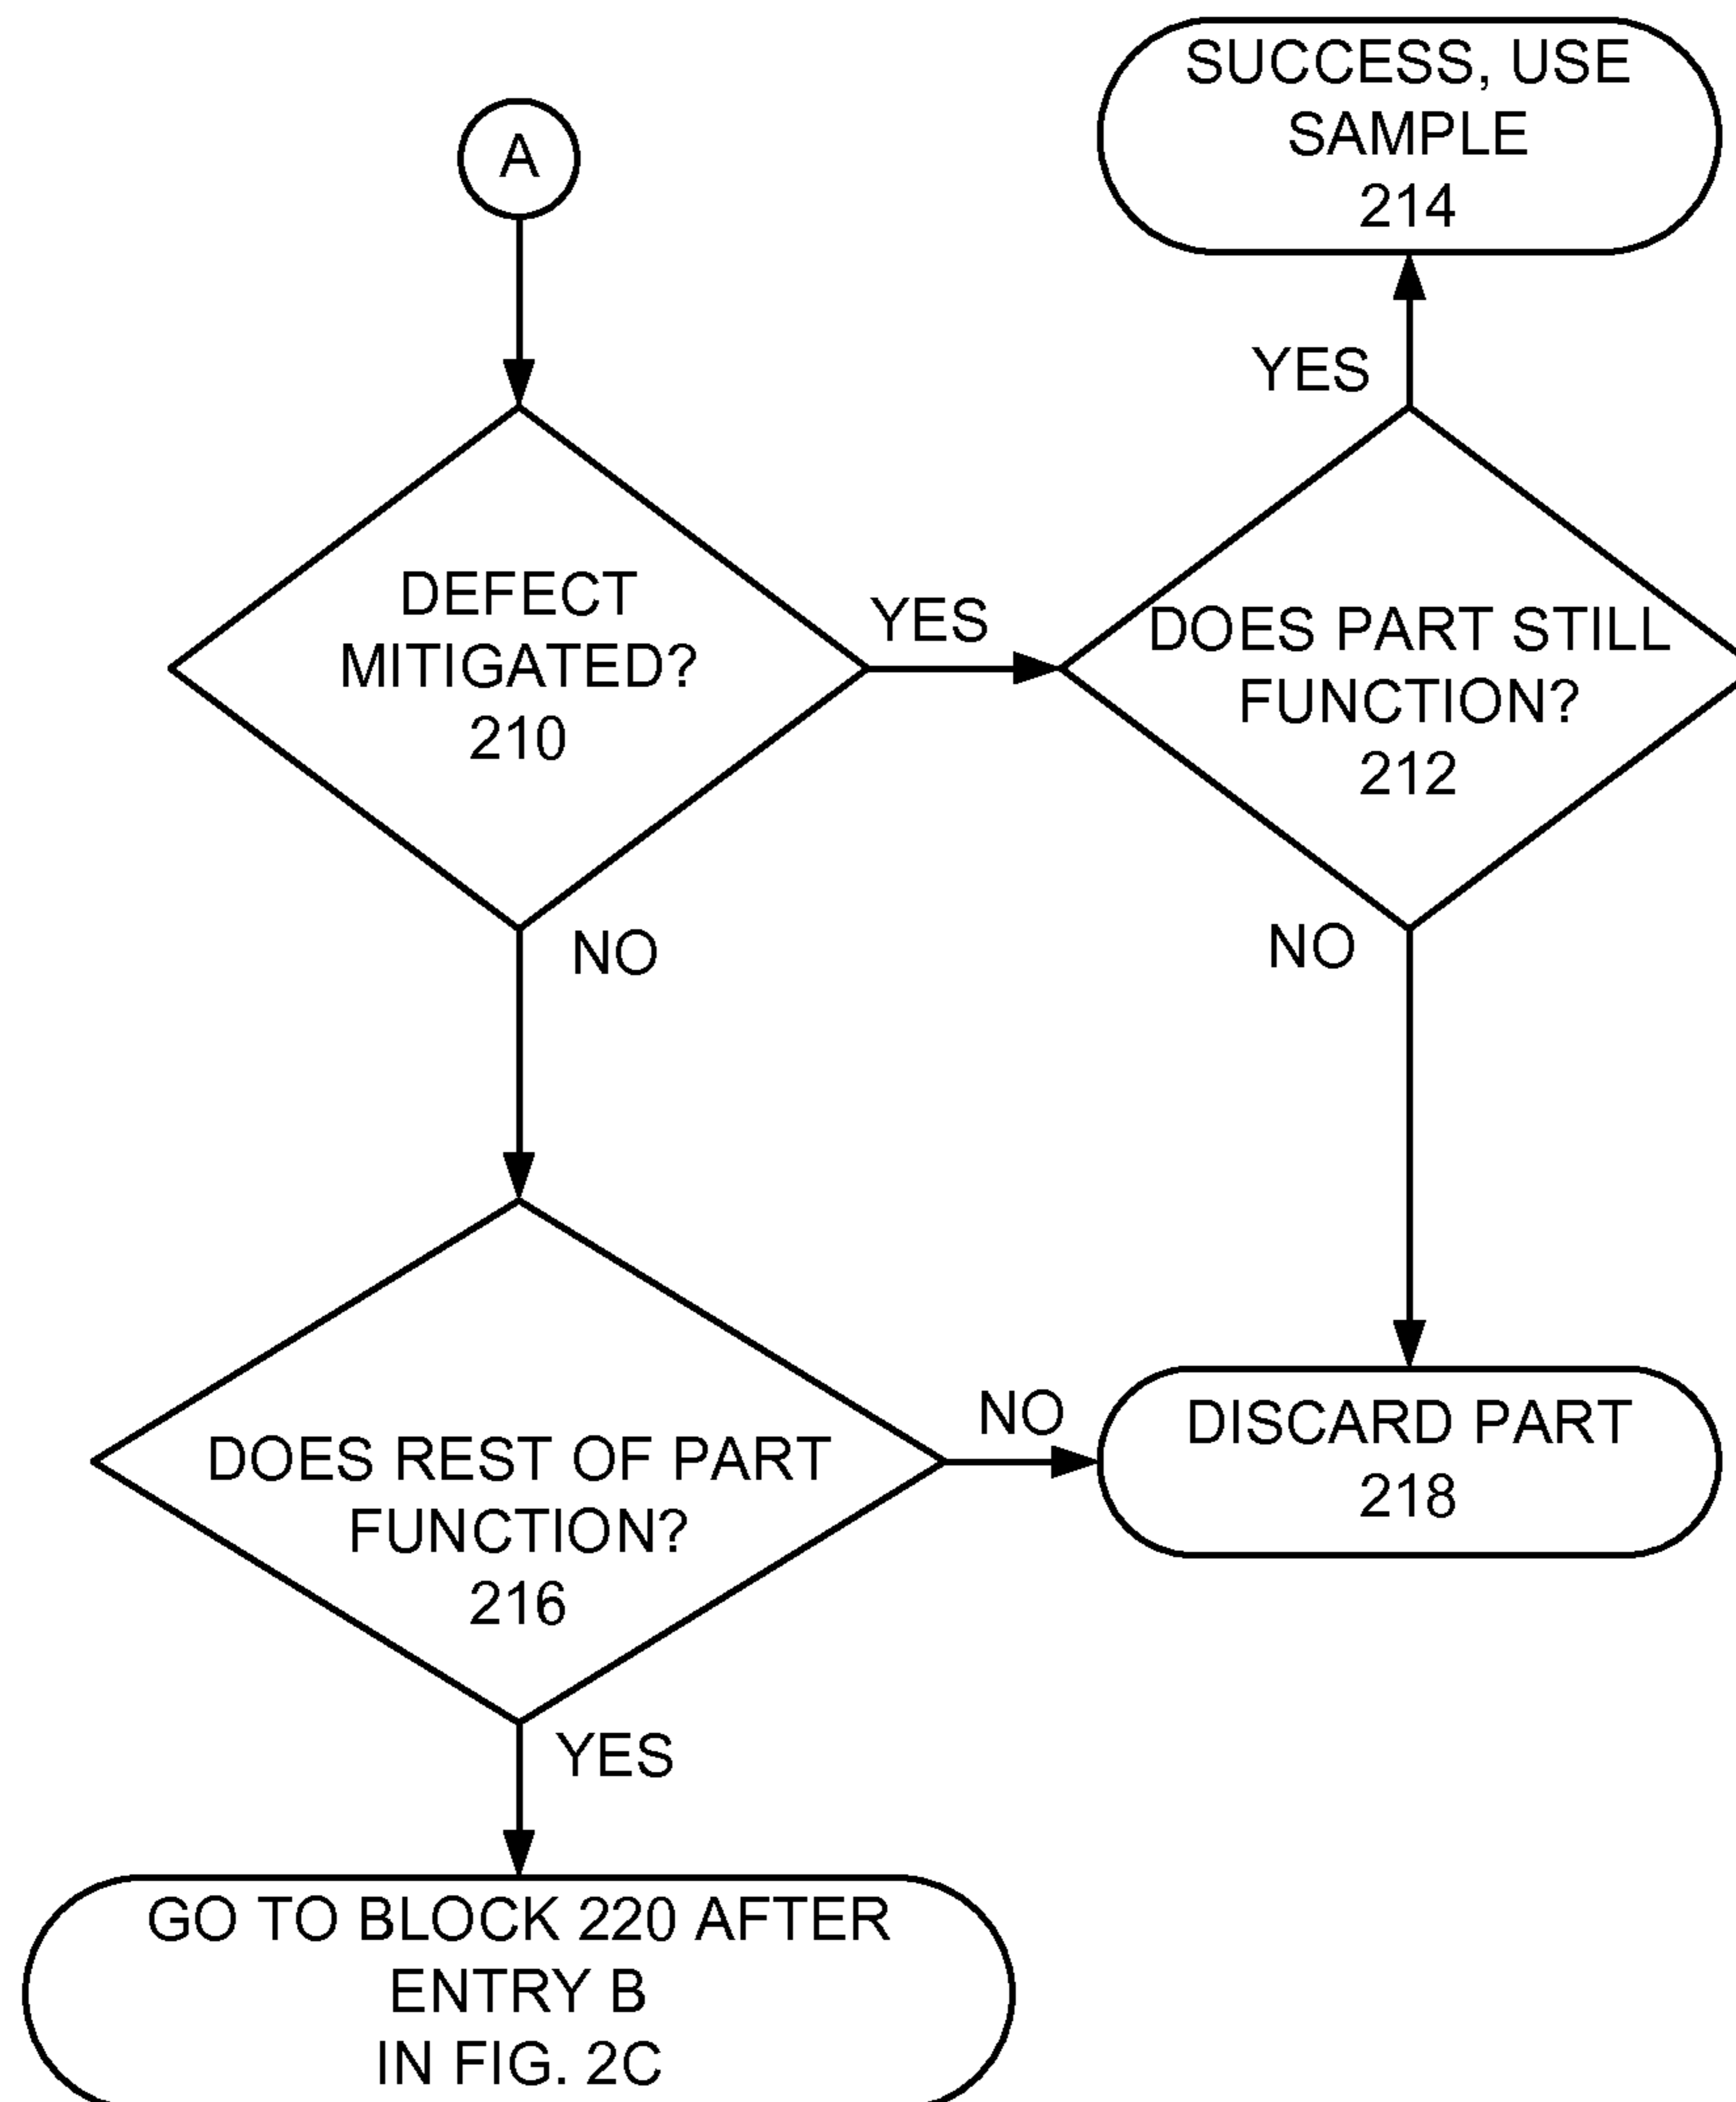 A
SUCCESS, USE
SAMPLE
214
YES
DEFECT
MITIGATED?
210
YES
DOES PART STILL
FUNCTION?
212
NO
NO
DOES REST OF PART
FUNCTION?
216
NO
DISCARD PART
218
YES
GO TO BLOCK 220 AFTER
ENTRY B
IN FIG. 2C